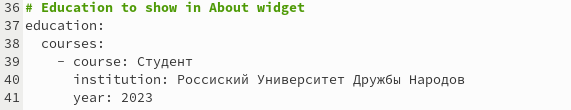 36 # Education to show in About widget
37 education:
38   courses:
39     - course: Студент
40       institution: Россиский Университет Дружбы Народов
41       year: 2023